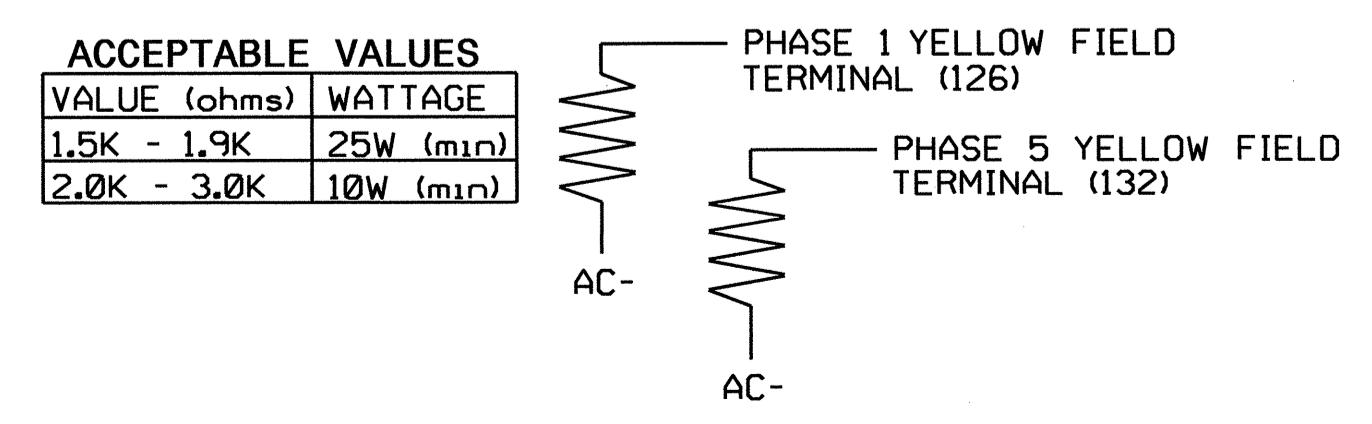 ACCEPTABLE VALUES
VALUE (ohms) WATTAGE
1.5K - 1.9K 25W (min)
2.0K - 3.0K 10W (min)
PHASE 1 YELLOW FIELD
TERMINAL (126)
AC-
PHASE 5 YELLOW FIELD
TERMINAL (132)
AC-